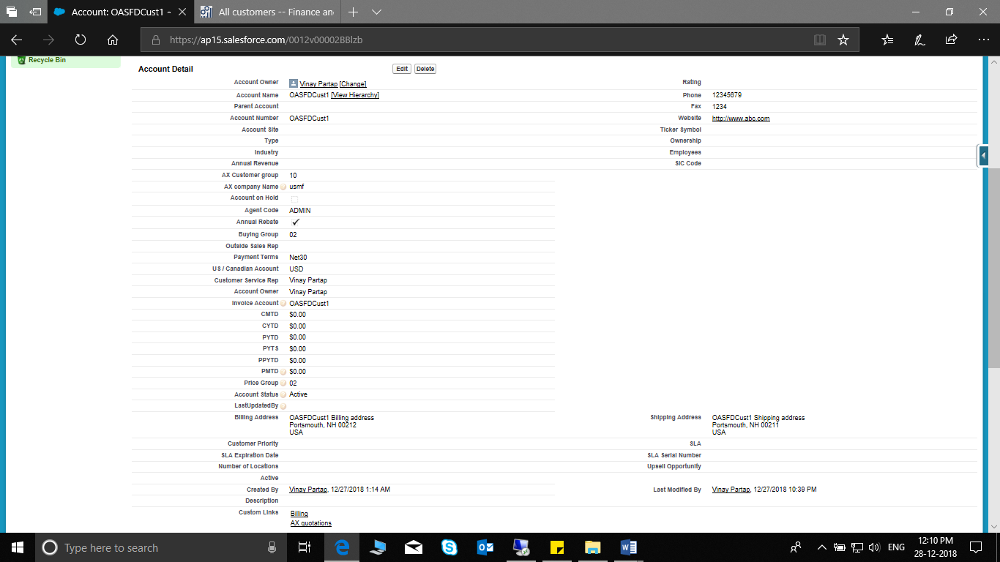 Account: OASFDCust1 ~
All customers -- Finance an
https://ap15.salesforce.com/0012v00002BBlzb
Recycle Bin
Account Detail
Edit Delete
Account Owner Vinay Partap [Change] Rating
Account Name OASFDCust1 [View Hierarchy] Phone 12345679
Parent Account Fax 1234
Account Number OASFDCust1 Website http://www.abc.com
Account Site Ticker Symbol
Type Ownership
Industry Employees
Annual Revenue SIC Code
AX Customer group 10
AX company Name usmf
Account on Hold
Agent Code ADMIN
Annual Rebate ✓
Buying Group 02
Outside Sales Rep
Payment Terms Net30
US / Canadian Account USD
Customer Service Rep Vinay Partap
Account Owner Vinay Partap
Invoice Account OASFDCust1
CMTD $0.00
CYTD $0.00
PYTD $0.00
PYTS $0.00
PPYTD $0.00
PMTD $0.00
Price Group 02
Account Status Active
LastUpdatedBy
Billing Address OASFDCust1 Billing address Shipping Address OASFDCust1 Shipping address
Portsmouth, NH 00212 Portsmouth, NH 00211
USA USA
Customer Priority SLA
SLA Expiration Date SLA Serial Number
Number of Locations Upsell Opportunity
Active
Created By Vinay Partap, 12/27/2018 1:14 AM Last Modified By Vinay Partap, 12/27/2018 10:39 PM
Description
Custom Links Billing
AX quotations
Type here to search
ENG
12:10 PM
28-12-2018